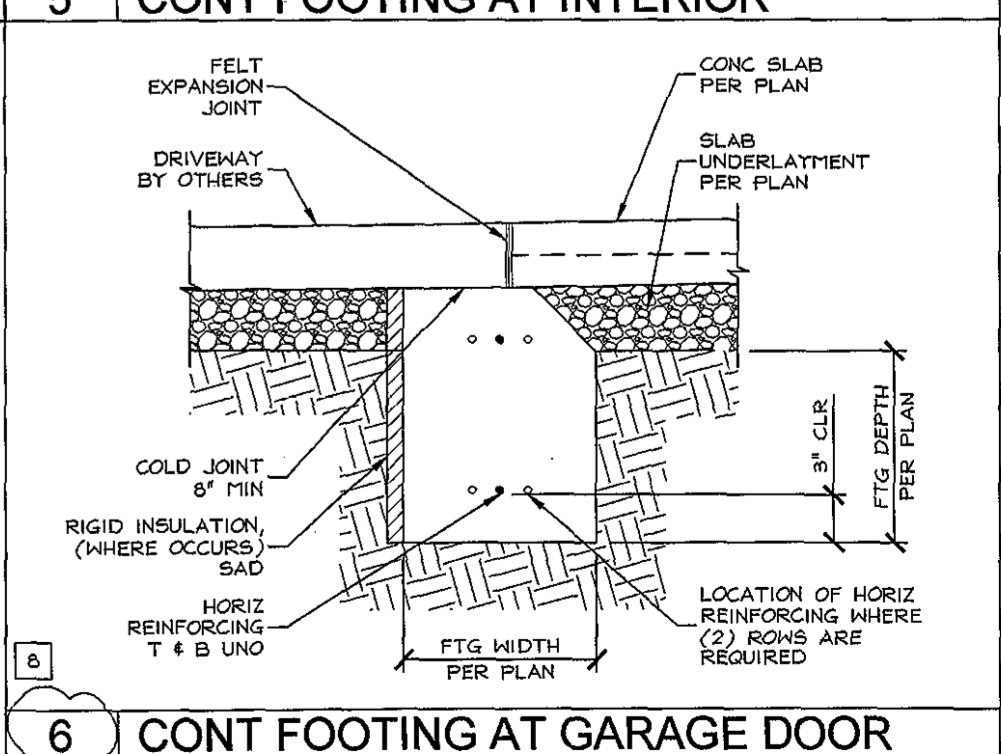 5 CONT FOOTING AT INTERIOR
FELT
EXPANSION
JOINT
CONC SLAB
PER PLAN
DRIVEWAY
BY OTHERS
SLAB
UNDERLAYMENT
PER PLAN
COLD JOINT
8" MIN
RIGID INSULATION,
(WHERE OCCURS)
SAD
HORIZ
REINFORCING
T & B UNO
3" CLR
FTG DEPTH
PER PLAN
LOCATION OF HORIZ
REINFORCING WHERE
(2) ROWS ARE
REQUIRED
FTG WIDTH
PER PLAN
8
6 CONT FOOTING AT GARAGE DOOR